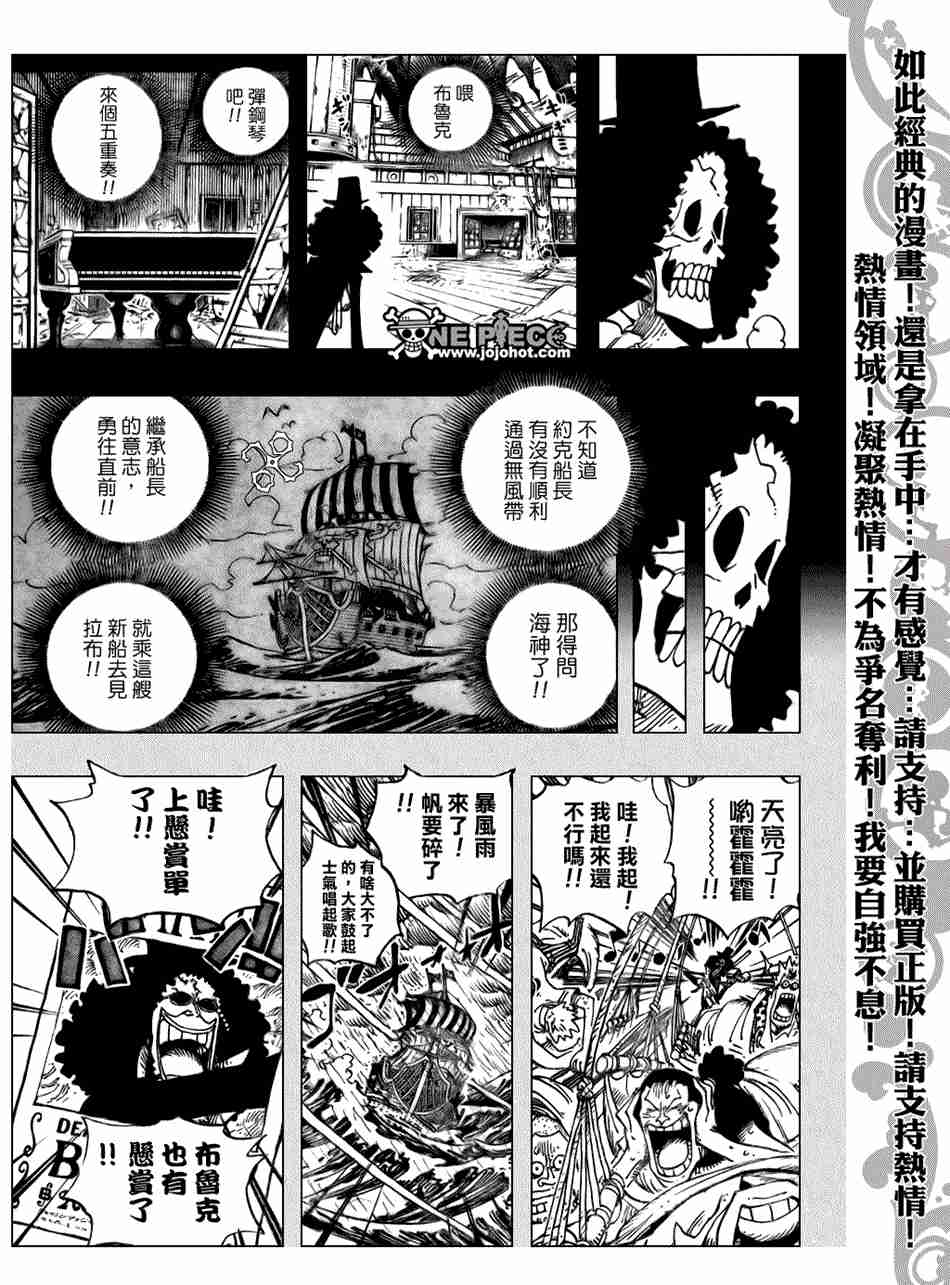 喂
布魯克
彈鋼琴
吧!!
來個五重奏!!
ONE PIECE
www.jojohot.com
不知道
約克船長
有沒有順利
通過無風帶
那得問
海神了!!
繼承船長
的意志，
勇往直前!!
就乘這艘
新船去見
拉布!!
天亮了!
喲霍霍霍
~~~!!
哇!我起!
我起來還
不行嗎!!
暴風雨
來了!
帆要碎了
!!
有啥大不了
的，大家鼓起
士氣唱起歌!!
哇!
上懸賞單
了!!
布魯克
也有
懸賞了
!!
DEA
B
如此經典的漫畫!還是拿在手中…才有感覺…請支持…並購買正版!請支持熱情!
熱情領域!凝聚熱情!不為爭名奪利!我要自強不息!